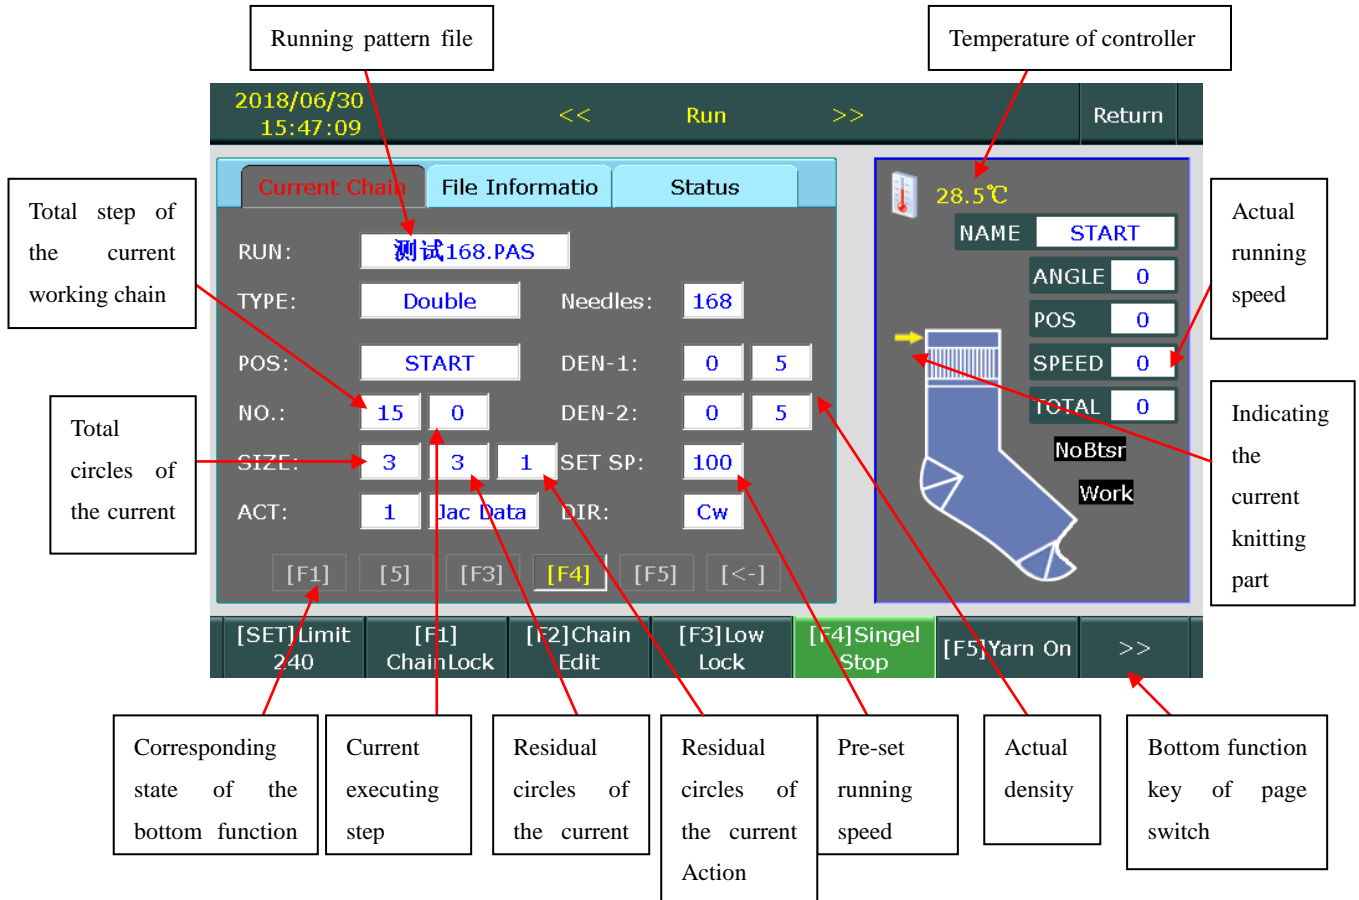 Running pattern file
Temperature of controller
2018/06/30
15:47:09
<< Run >>
Return
Current Chain
File Informatio
Status
RUN: 测试168.PAS
TYPE: Double Needles: 168
POS: START DEN-1: 0 5
NO.: 15 0 DEN-2: 0 5
SIZE: 3 3 1 SET SP: 100
ACT: 1 Jac Data DIR: Cw
[F1] [5] [F3] [F4] [F5] [<-]
28.5℃
NAME START
ANGLE 0
POS 0
SPEED 0
TOTAL 0
NoBtsr
Work
[SET]Limit
240
[F1]
ChainLock
[F2]Chain
Edit
[F3]Low
Lock
[F4]Singel
Stop
[F5]Yarn On
>>
Total step of
the current
working chain
Total
circles of
the current
Actual
running
speed
Indicating
the
current
knitting
part
Corresponding
state of the
bottom function
Current
executing
step
Residual
circles of
the current
Residual
circles of
the current
Action
Pre-set
running
speed
Actual
density
Bottom function
key of page
switch